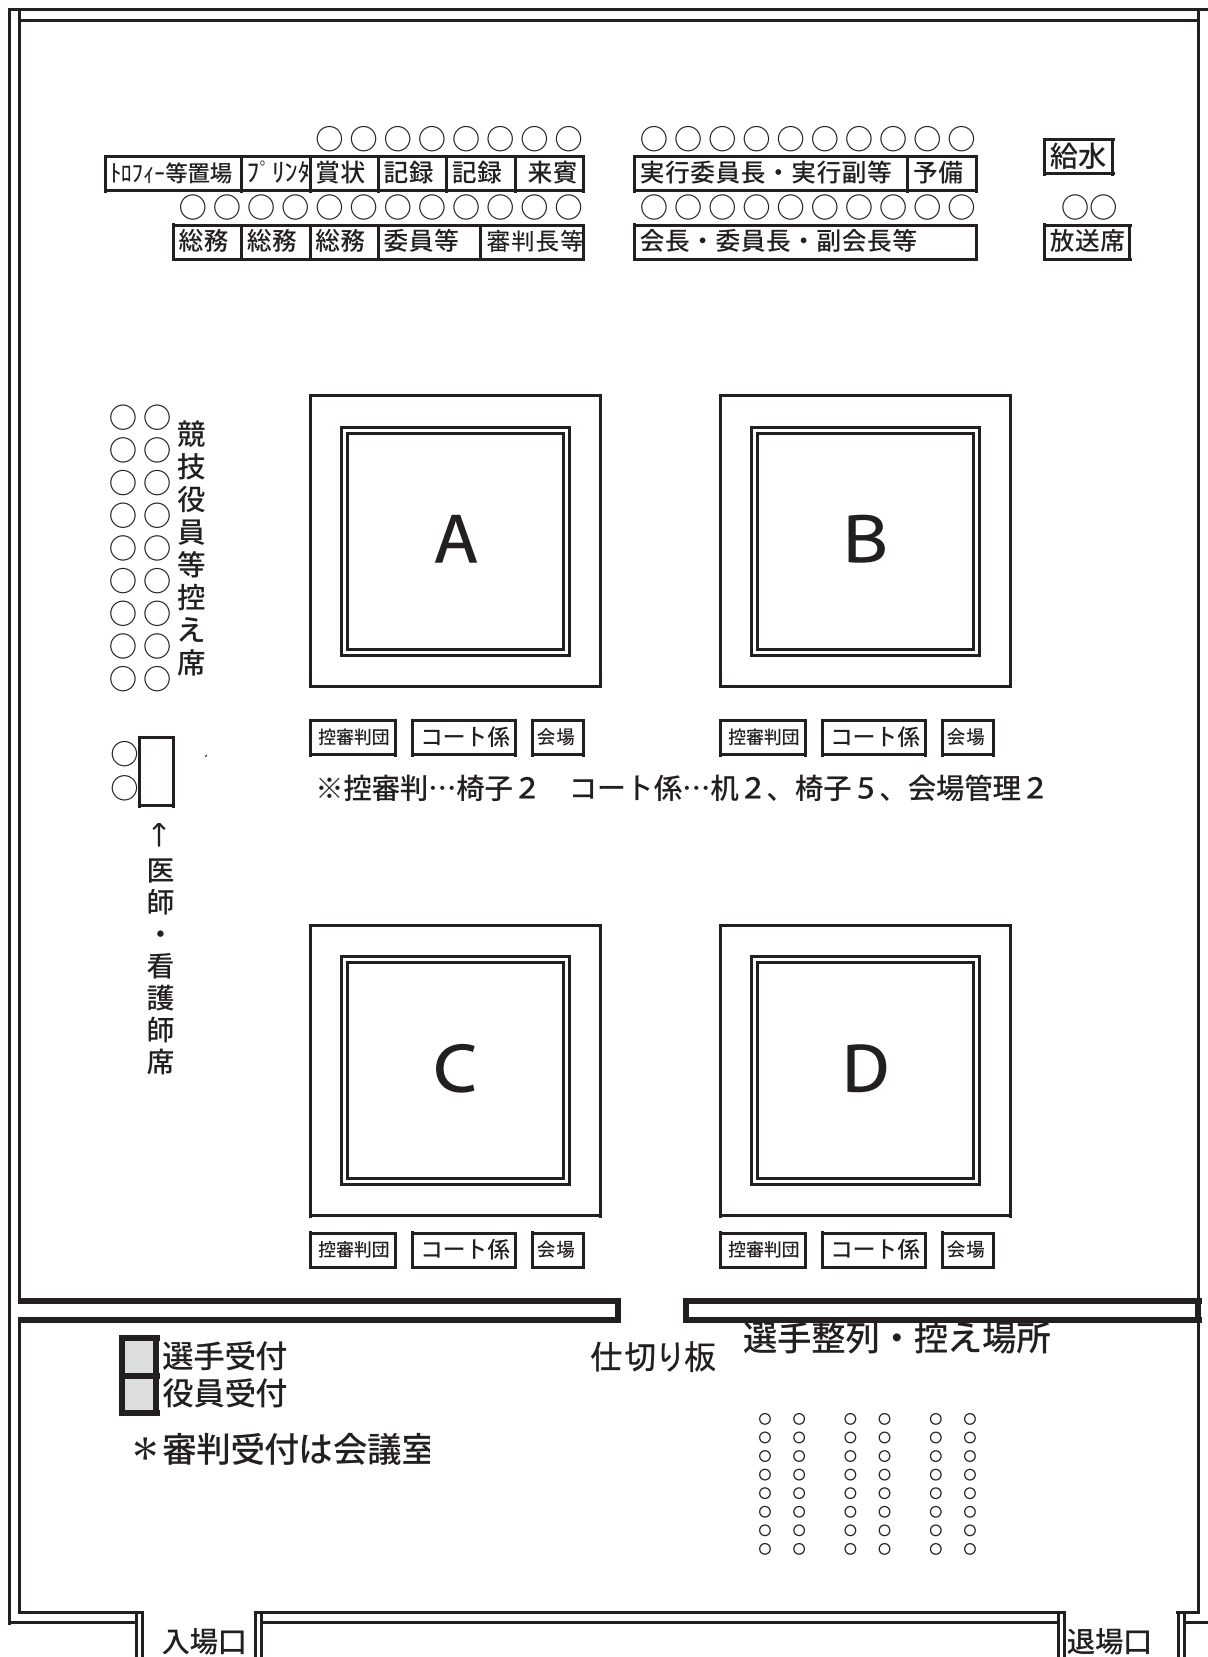 ○○○○○○○○ ○○○○○○○○○○
ﾄﾛﾌｨｰ等置場 ﾌﾟﾘﾝﾀ 賞状 記録 記録 来賓 実行委員長・実行副等 予備 給水
○○○○○○○○○○○○ ○○○○○○○○○○ ○○
総務 総務 総務 委員等 審判長等 会長・委員長・副会長等 放送席
競技役員等控え席
A B
控審判団 コート係 会場 控審判団 コート係 会場
※控審判…椅子２　コート係…机２、椅子５、会場管理２
↑医師・看護師席
C D
控審判団 コート係 会場 控審判団 コート係 会場
選手受付 仕切り板 選手整列・控え場所
役員受付
＊審判受付は会議室
入場口 退場口